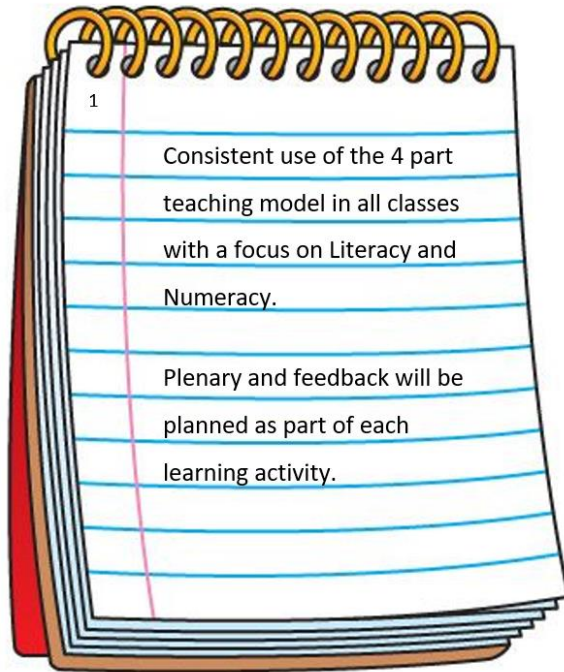 1
Consistent use of the 4 part
teaching model in all classes
with a focus on Literacy and
Numeracy.
Plenary and feedback will be
planned as part of each
learning activity.